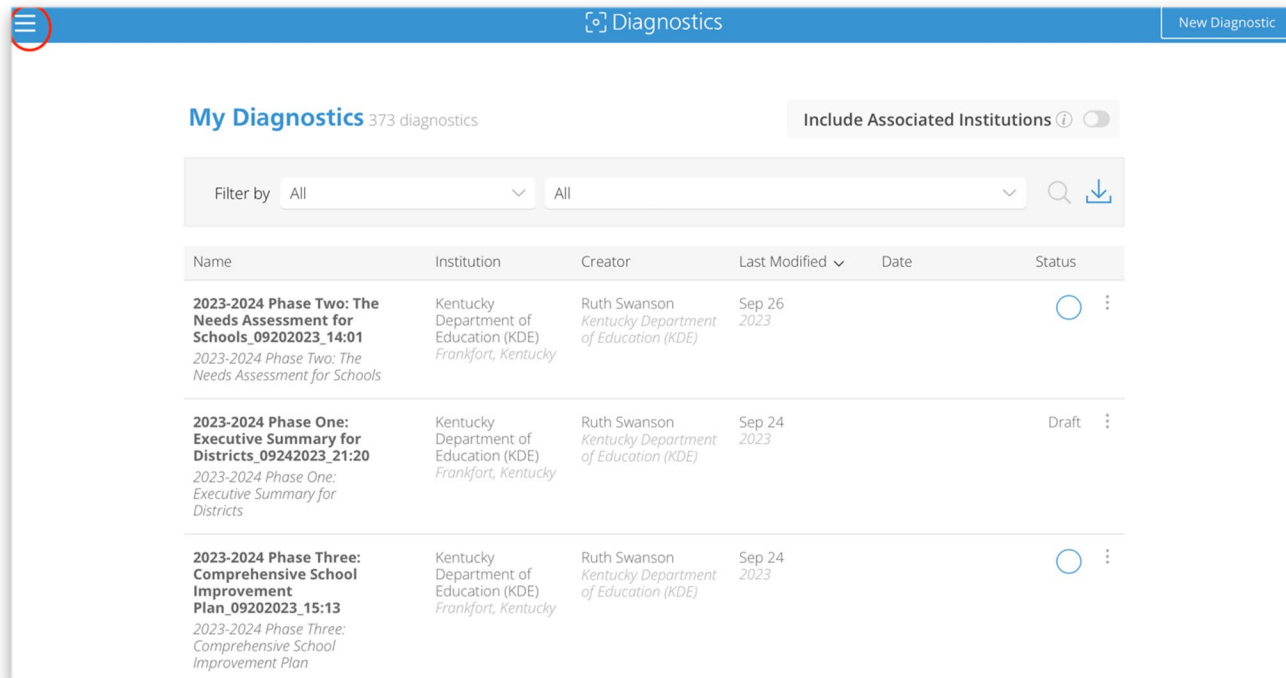 Diagnostics
New Diagnostic
My Diagnostics 373 diagnostics
Include Associated Institutions i
Filter by All All
Name Institution Creator Last Modified Date Status
2023-2024 Phase Two: The
Needs Assessment for
Schools_09202023_14:01
2023-2024 Phase Two: The
Needs Assessment for Schools
Kentucky
Department of
Education (KDE)
Frankfort, Kentucky
Ruth Swanson
Kentucky Department
of Education (KDE)
Sep 26
2023
2023-2024 Phase One:
Executive Summary for
Districts_09242023_21:20
2023-2024 Phase One:
Executive Summary for
Districts
Kentucky
Department of
Education (KDE)
Frankfort, Kentucky
Ruth Swanson
Kentucky Department
of Education (KDE)
Sep 24
2023
Draft
2023-2024 Phase Three:
Comprehensive School
Improvement
Plan_09202023_15:13
2023-2024 Phase Three:
Comprehensive School
Improvement Plan
Kentucky
Department of
Education (KDE)
Frankfort, Kentucky
Ruth Swanson
Kentucky Department
of Education (KDE)
Sep 24
2023